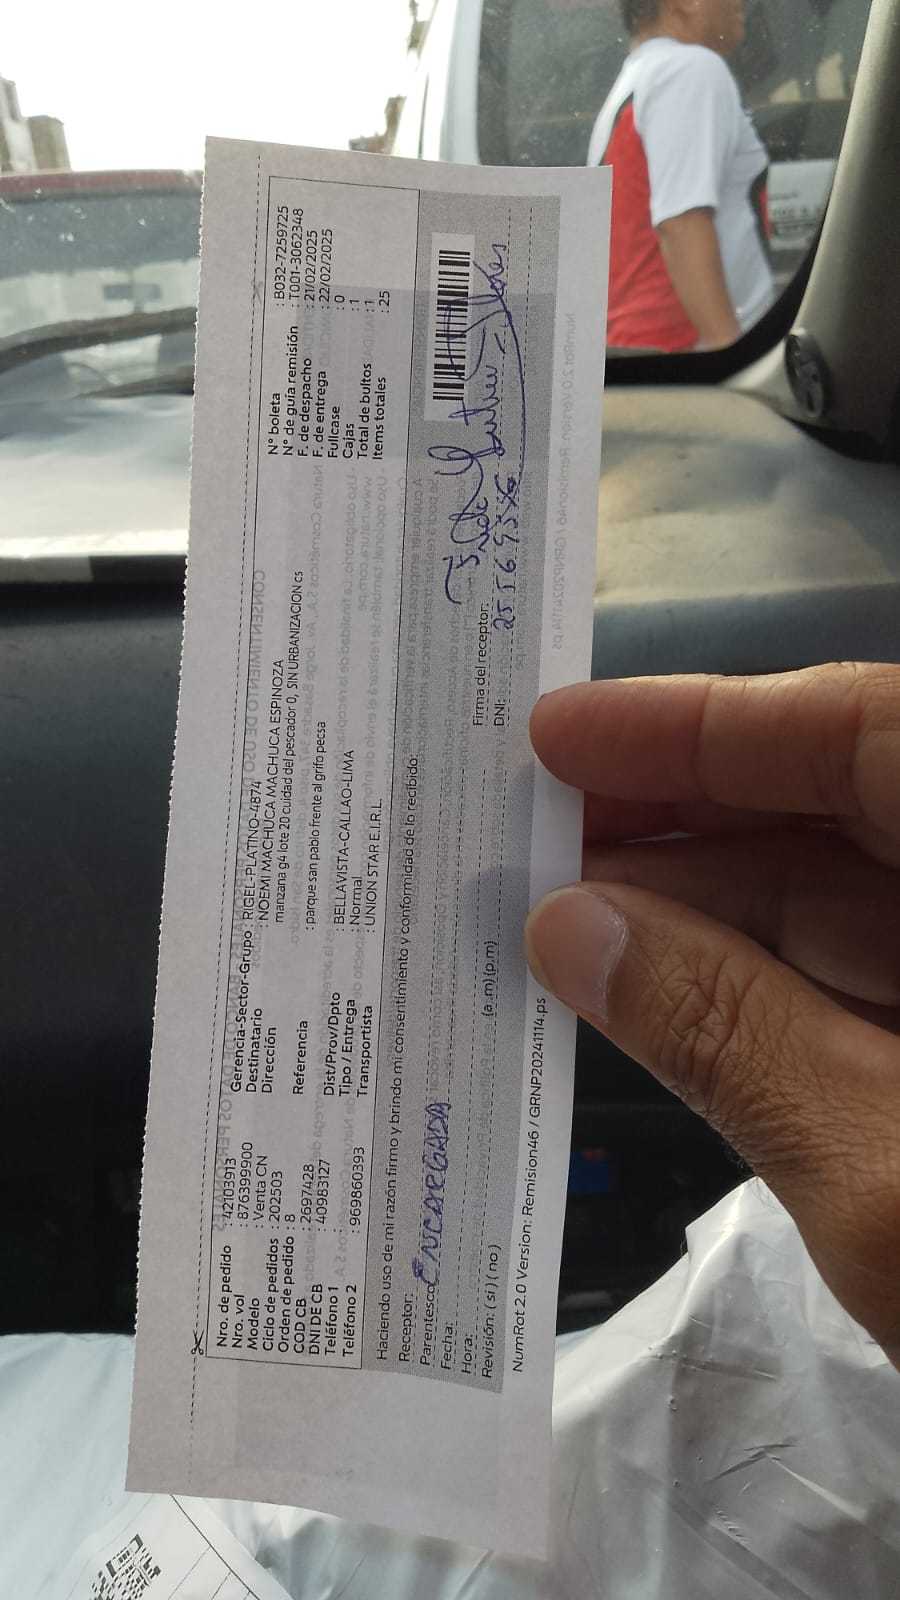 Nro. de pedido : 42103913
Nro. vol : 876399900
Modelo : Venta CN
Ciclo de pedidos : 202503
Orden de pedido : 8
COD CB : 2697428
DNI DE CB : 40983127
Teléfono 1 :
Teléfono 2 : 969860393
Gerencia-Sector-Grupo : RIGEL-PLATINO-4874
Destinatario : NOEMI MACHUCA MACHUCA ESPINOZA
Dirección manzana g4 lote 20 cuidad del pescador 0, SIN URBANIZACION cs
Referencia : parque san pablo frente al grifo pecsa
Dist/Prov/Dpto : BELLAVISTA-CALLAO-LIMA
Tipo / Entrega : Normal
Transportista : UNION STAR E.I.R.L
N° boleta : B032-7259725
N° de guía remisión : T001-3062348
F. de despacho : 21/02/2025
F. de entrega : 22/02/2025
Fullcase : 0
Cajas : 1
Total de bultos : 1
Items totales : 25
Haciendo uso de mi razón firmo y brindo mi consentimiento y conformidad de lo recibido:
Receptor:
Parentesco: ENCARGADA
Fecha:
Hora: (a.m) (p.m)
Revisión: ( si ) ( no )
Firma del receptor:
DNI:
NumRot 2.0 Version: Remision46 / GRNP20241114.ps